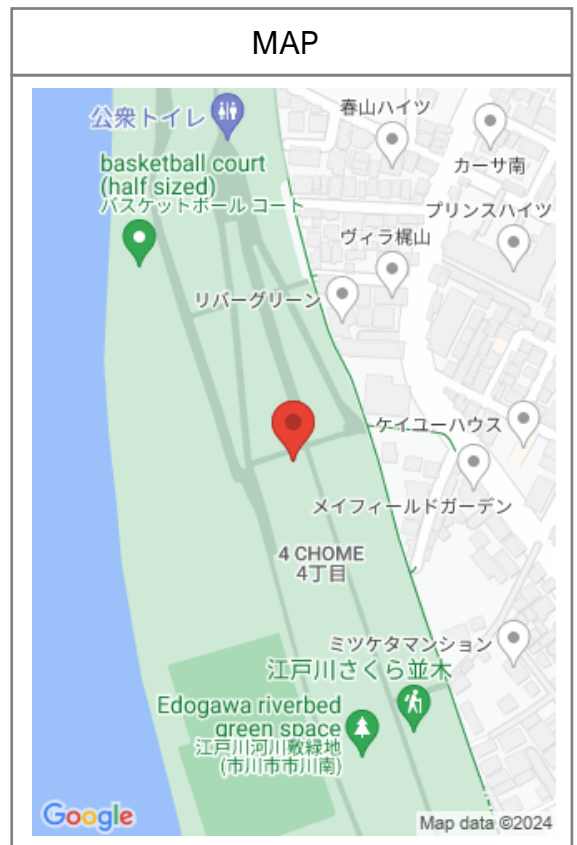 MAP
公衆トイレ
春山ハイツ
basketball court
(half sized)
バスケットボール コート
カーサ南
プリンスハイツ
ヴィラ梶山
リバーグリーン
ケイユーハウス
メイフィールドガーデン
4 CHOME
4丁目
ミツケタマンション
江戸川さくら並木
Edogawa riverbed
green space
江戸川河川敷緑地
(市川市市川南)
Google
Map data ©2024